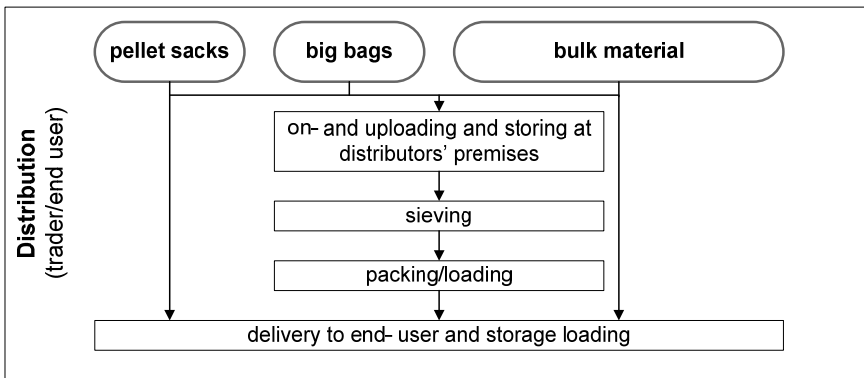 pellet sacks
big bags
bulk material
Distribution
(trader/end user)
on- and uploading and storing at
distributors' premises
sieving
packing/loading
delivery to end- user and storage loading